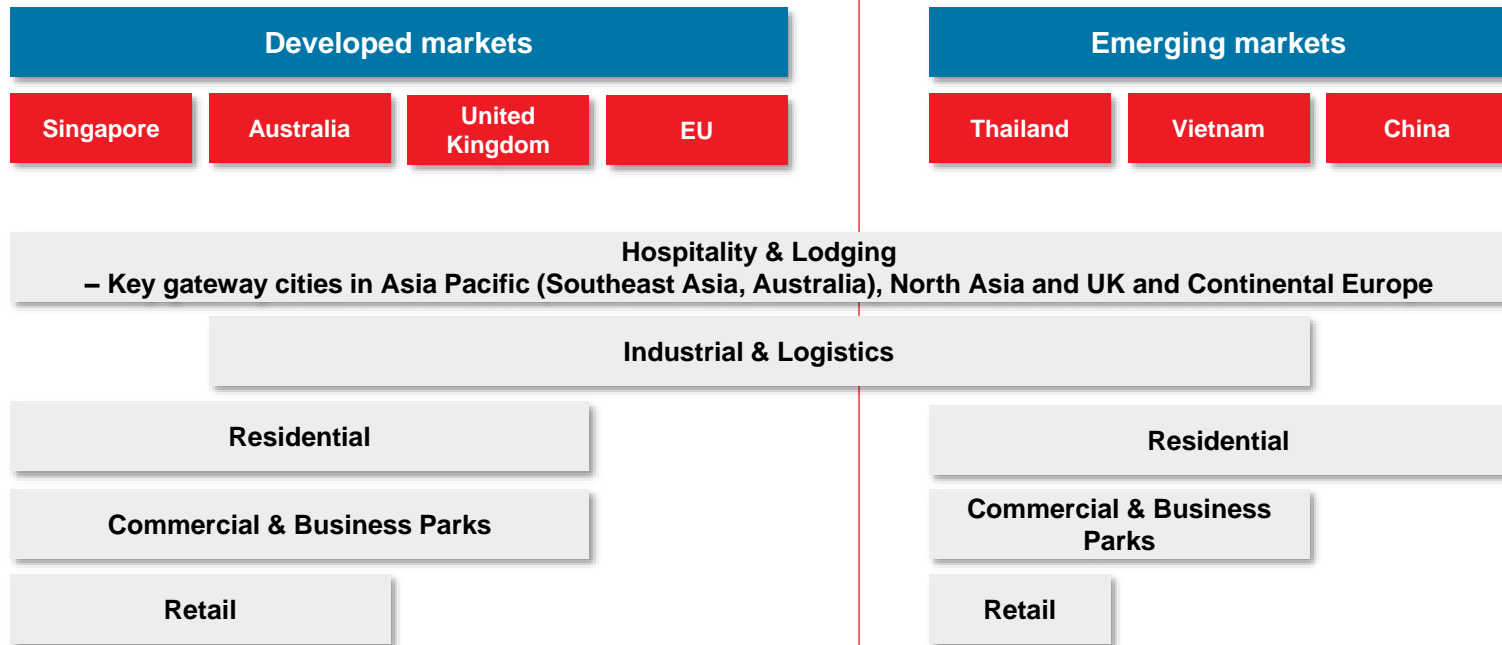 Developed markets
Emerging markets
Singapore
Australia
United
Kingdom
EU
Thailand
Vietnam
China
Hospitality & Lodging
– Key gateway cities in Asia Pacific (Southeast Asia, Australia), North Asia and UK and Continental Europe
Industrial & Logistics
Residential
Residential
Commercial & Business Parks
Commercial & Business
Parks
Retail
Retail